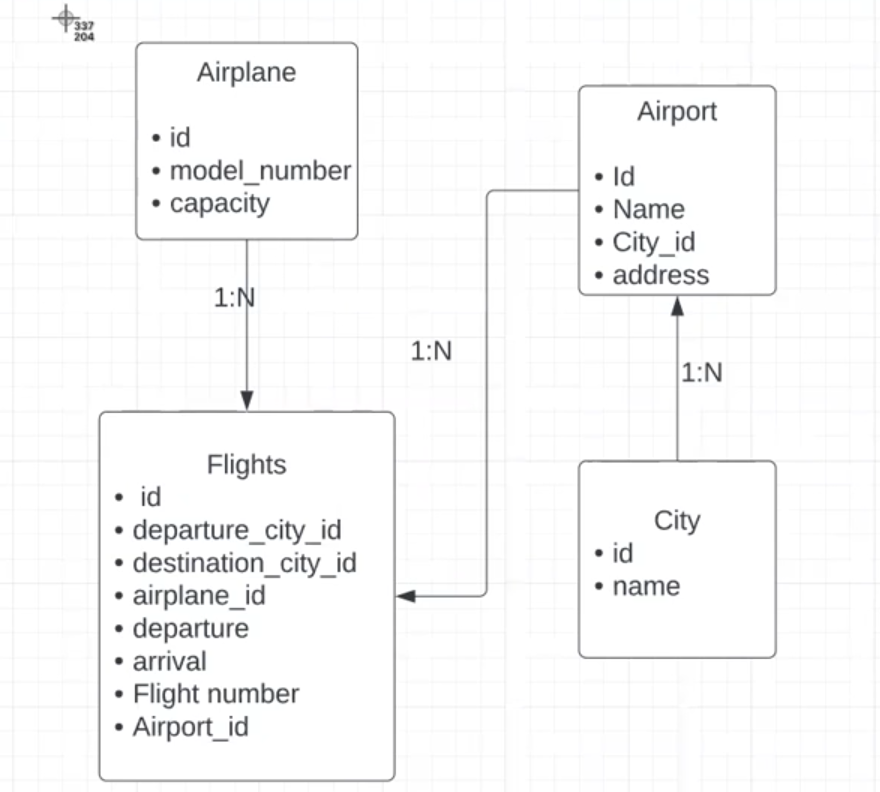 337
204
Airplane
• id
• model_number
• capacity
1:N
Airport
• Id
• Name
• City_id
• address
1:N
1:N
Flights
• id
• departure_city_id
• destination_city_id
• airplane_id
• departure
• arrival
• Flight number
• Airport_id
City
• id
• name